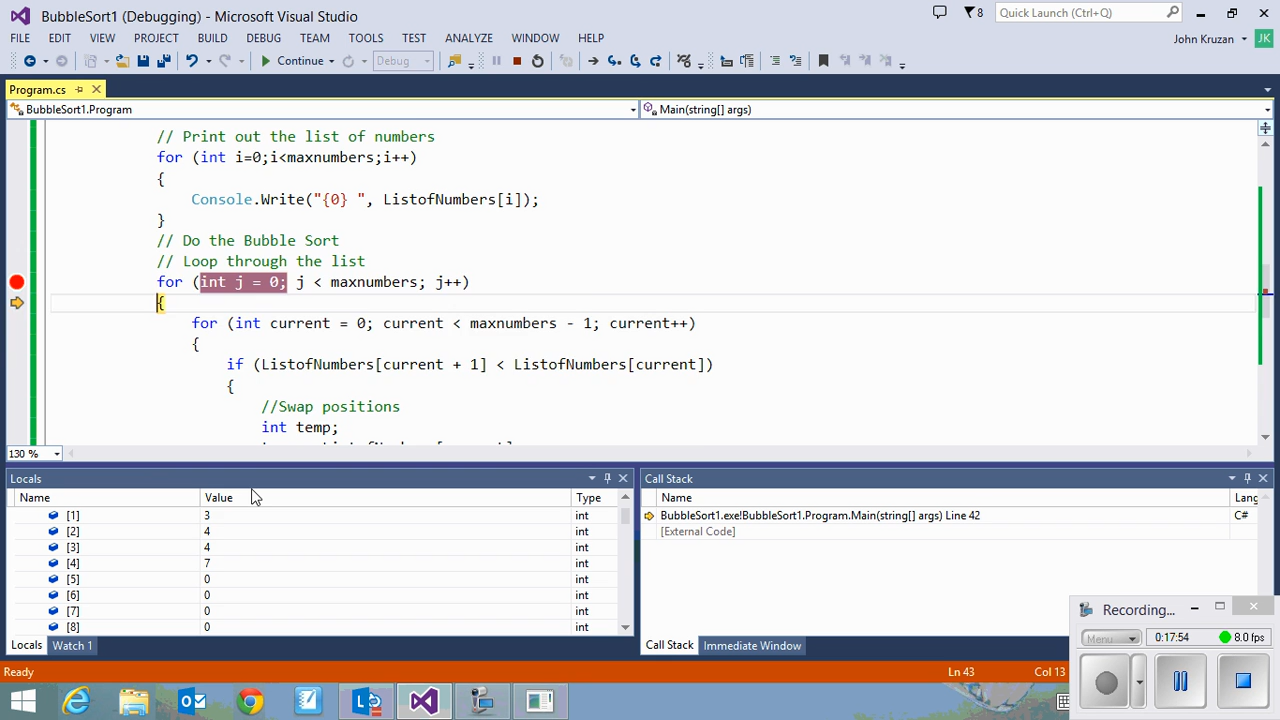 BubbleSort1 (Debugging) - Microsoft Visual Studio
8
Quick Launch (Ctrl+Q)
FILE EDIT VIEW PROJECT BUILD DEBUG TEAM TOOLS TEST ANALYZE WINDOW HELP
John Kruzan JK
Continue Debug
Program.cs
BubbleSort1.Program Main(string[] args)
// Print out the list of numbers
for (int i=0;i<maxnumbers;i++)
{
Console.Write("{0} ", ListofNumbers[i]);
}
// Do the Bubble Sort
// Loop through the list
for (int j = 0; j < maxnumbers; j++)
{
for (int current = 0; current < maxnumbers - 1; current++)
{
if (ListofNumbers[current + 1] < ListofNumbers[current])
{
//Swap positions
int temp;
130 %
Locals
Name Value Type
[1] 3 int
[2] 4 int
[3] 4 int
[4] 7 int
[5] 0 int
[6] 0 int
[7] 0 int
[8] 0 int
Locals Watch 1
Call Stack
Name Lang
BubbleSort1.exe!BubbleSort1.Program.Main(string[] args) Line 42 C#
[External Code]
Call Stack Immediate Window
Recording...
Menu 0:17:54 8.0 fps
Ready Ln 43 Col 13